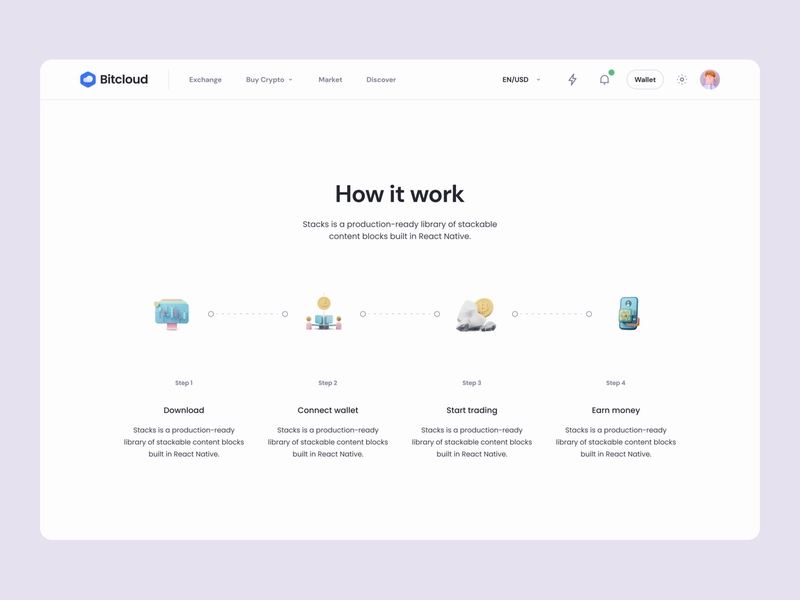 Bitcloud
Exchange
Buy Crypto
Market
Discover
EN/USD
Wallet
How it work
Stacks is a production-ready library of stackable
content blocks built in React Native.
Step 1
Download
Stacks is a production-ready
library of stackable content blocks
built in React Native.
Step 2
Connect wallet
Stacks is a production-ready
library of stackable content blocks
built in React Native.
Step 3
Start trading
Stacks is a production-ready
library of stackable content blocks
built in React Native.
Step 4
Earn money
Stacks is a production-ready
library of stackable content blocks
built in React Native.